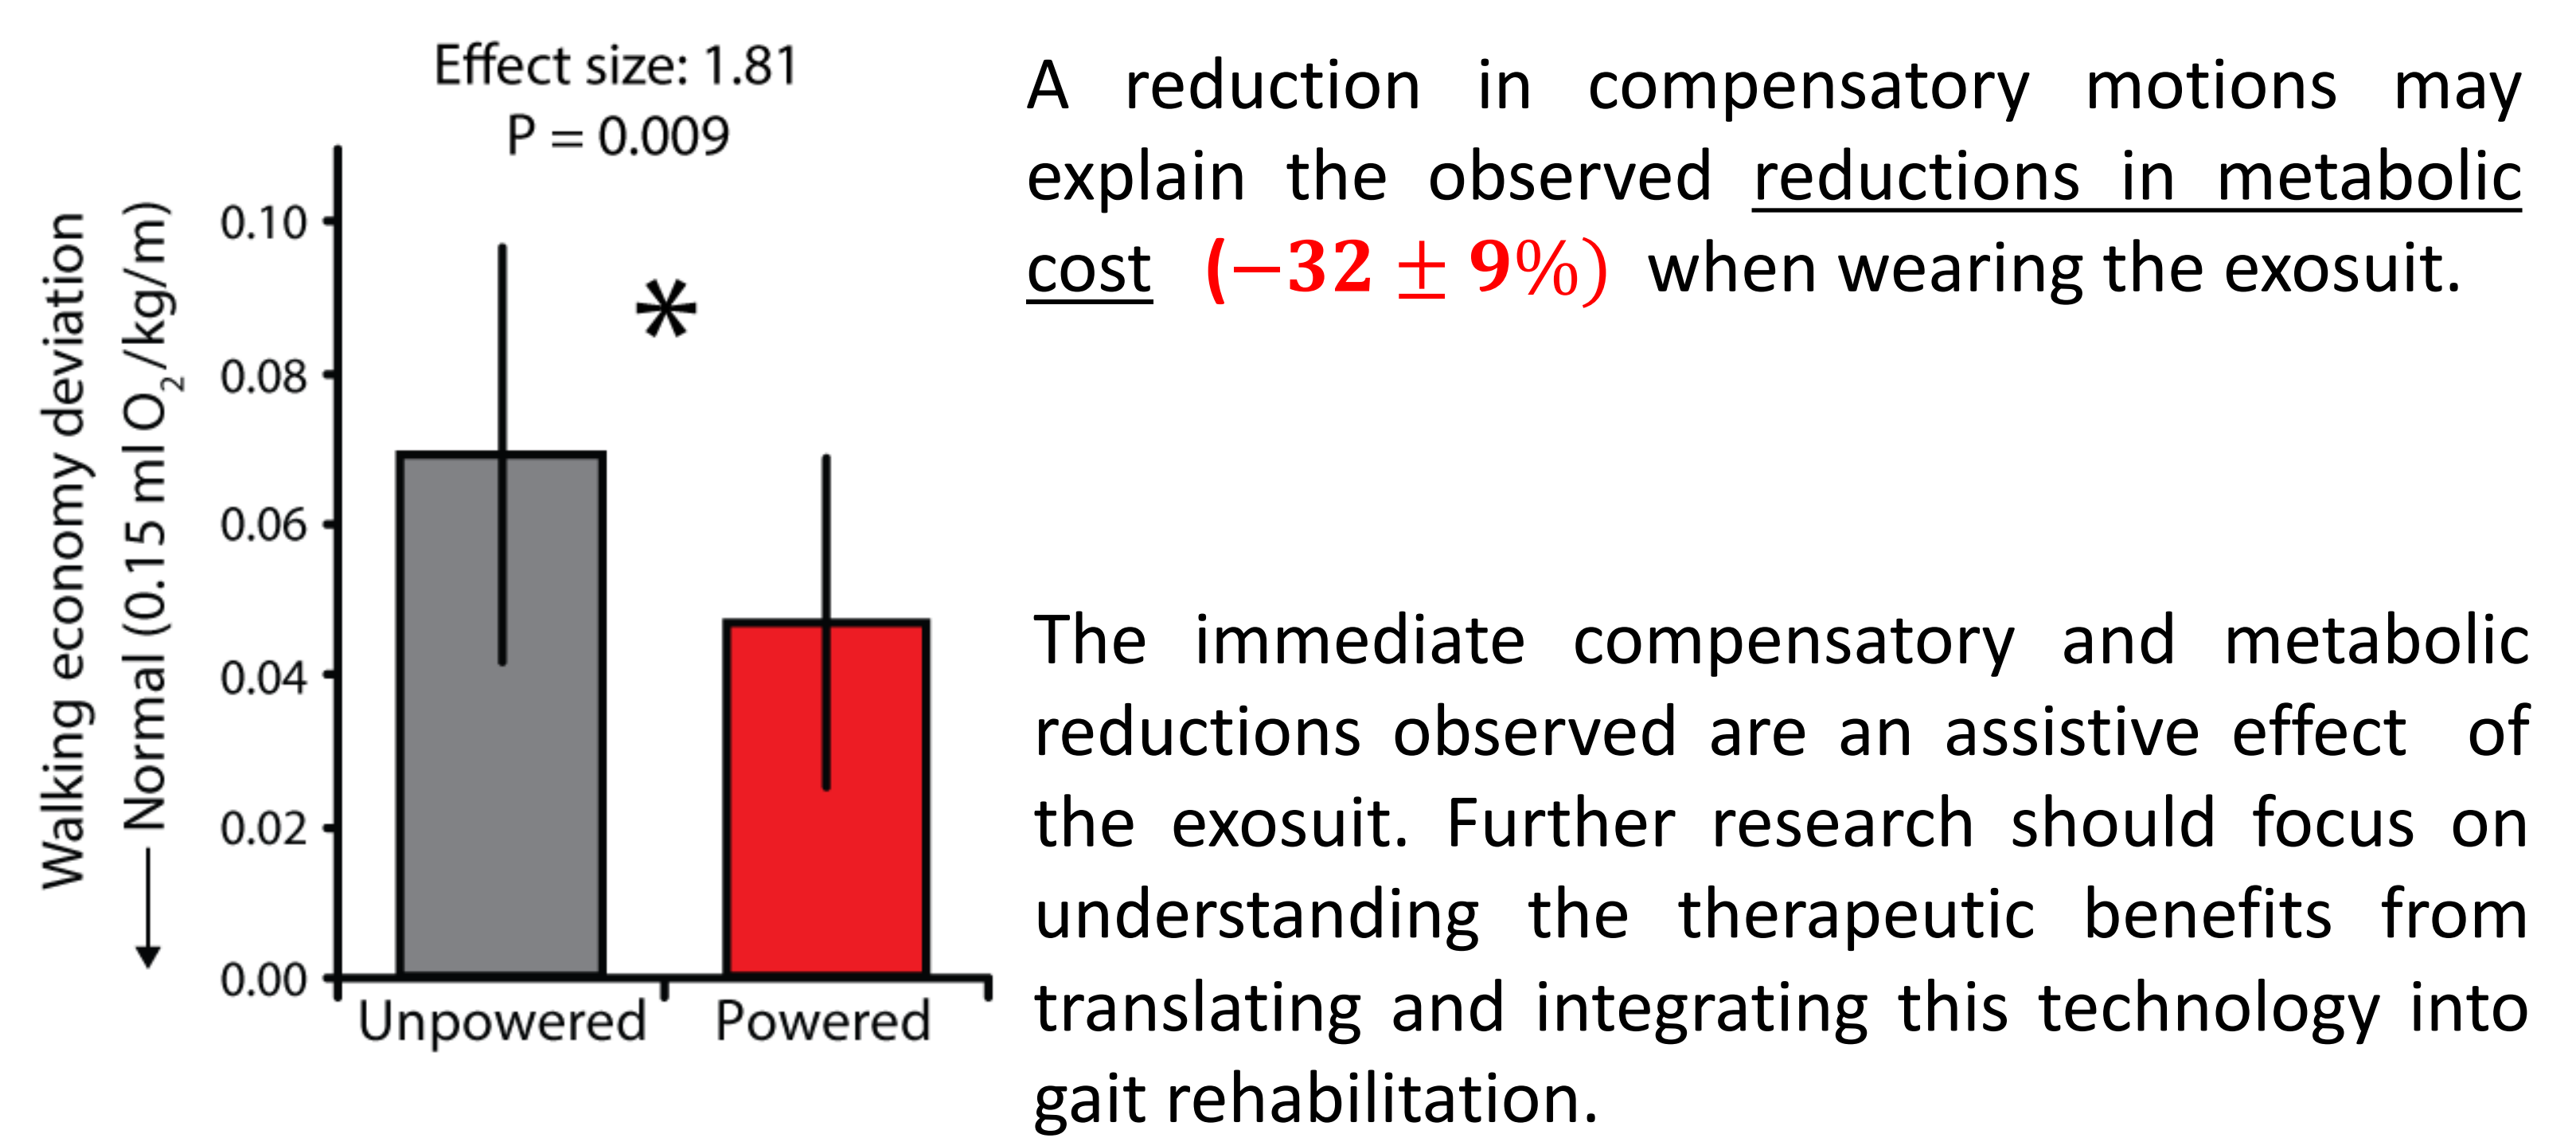 Effect size: 1.81
P = 0.009
Walking economy deviation
Normal (0.15 ml O₂/kg/m)
0.10
0.08
0.06
0.04
0.02
0.00
*
Unpowered
Powered
A reduction in compensatory motions may
explain the observed reductions in metabolic
cost (−32 ± 9%) when wearing the exosuit.
The immediate compensatory and metabolic
reductions observed are an assistive effect of
the exosuit. Further research should focus on
understanding the therapeutic benefits from
translating and integrating this technology into
gait rehabilitation.